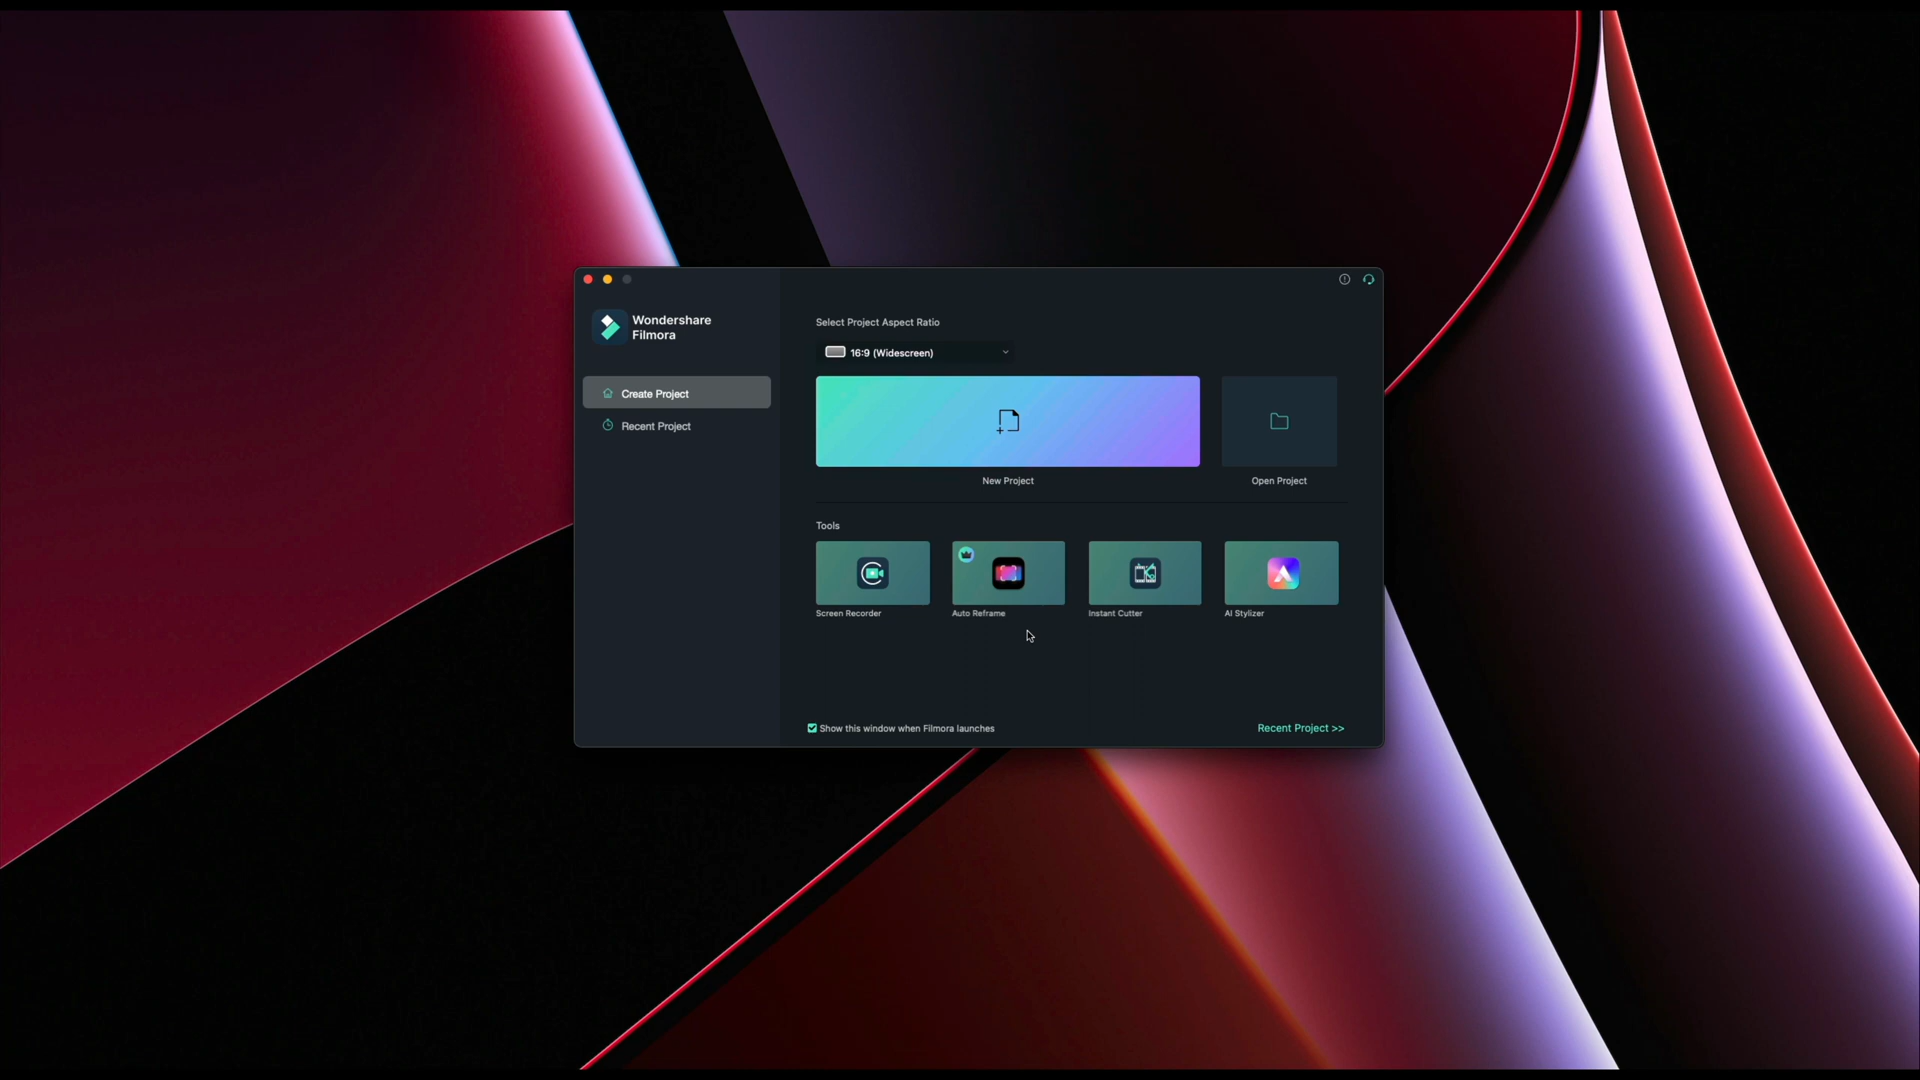 Wondershare
Filmora
Create Project
Recent Project
Select Project Aspect Ratio
16:9 (Widescreen)
New Project
Open Project
Tools
Screen Recorder
Auto Reframe
Instant Cutter
AI Stylizer
Show this window when Filmora launches
Recent Project >>